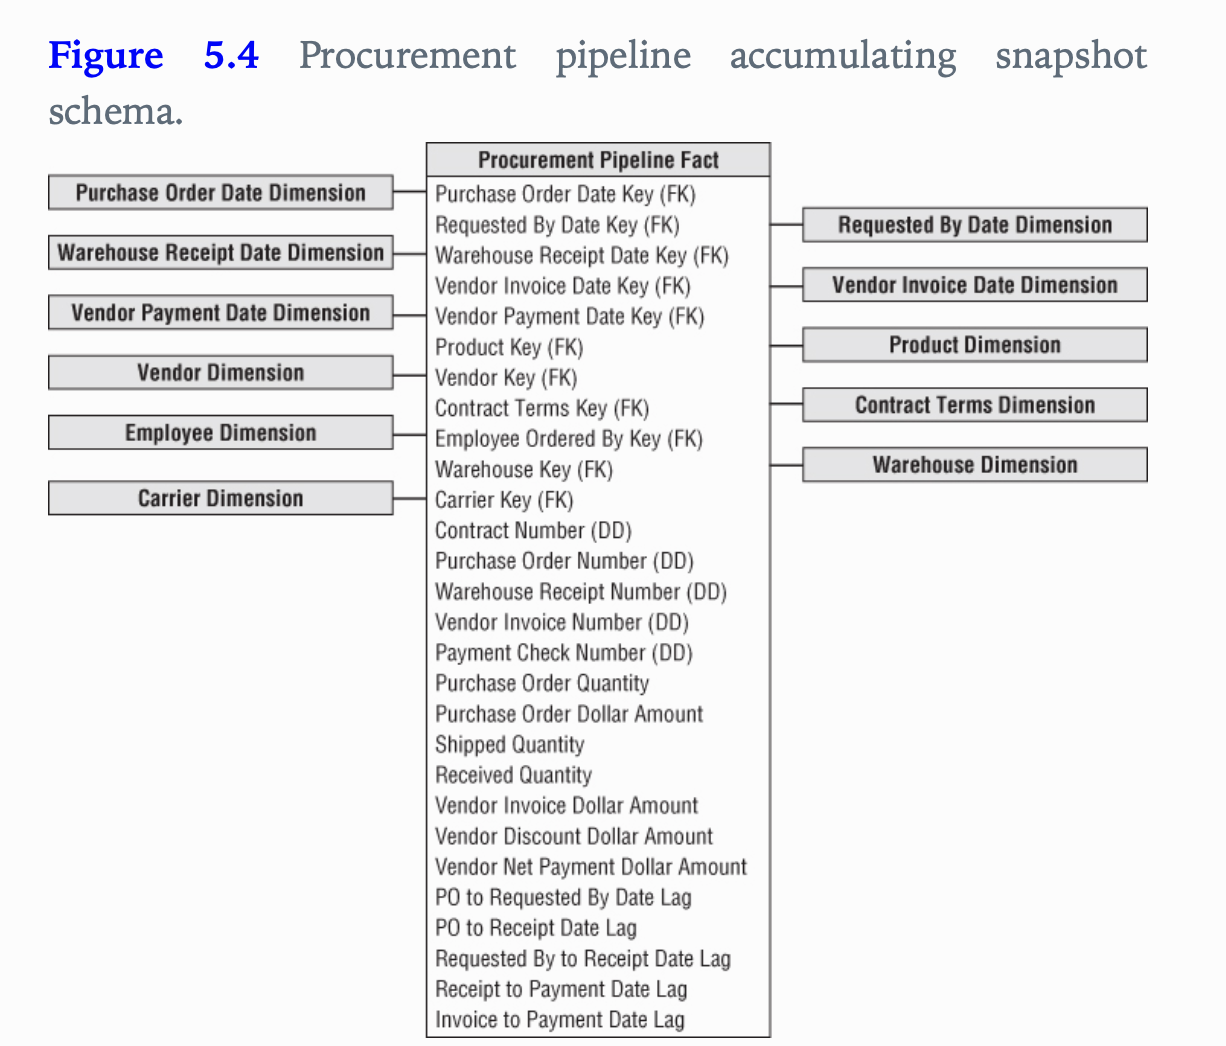 Figure 5.4 Procurement pipeline accumulating snapshot
schema.
Procurement Pipeline Fact
Purchase Order Date Dimension
Warehouse Receipt Date Dimension
Vendor Payment Date Dimension
Vendor Dimension
Employee Dimension
Carrier Dimension
Purchase Order Date Key (FK)
Requested By Date Key (FK)
Warehouse Receipt Date Key (FK)
Vendor Invoice Date Key (FK)
Vendor Payment Date Key (FK)
Product Key (FK)
Vendor Key (FK)
Contract Terms Key (FK)
Employee Ordered By Key (FK)
Warehouse Key (FK)
Carrier Key (FK)
Contract Number (DD)
Purchase Order Number (DD)
Warehouse Receipt Number (DD)
Vendor Invoice Number (DD)
Payment Check Number (DD)
Purchase Order Quantity
Purchase Order Dollar Amount
Shipped Quantity
Received Quantity
Vendor Invoice Dollar Amount
Vendor Discount Dollar Amount
Vendor Net Payment Dollar Amount
PO to Requested By Date Lag
PO to Receipt Date Lag
Requested By to Receipt Date Lag
Receipt to Payment Date Lag
Invoice to Payment Date Lag
Requested By Date Dimension
Vendor Invoice Date Dimension
Product Dimension
Contract Terms Dimension
Warehouse Dimension